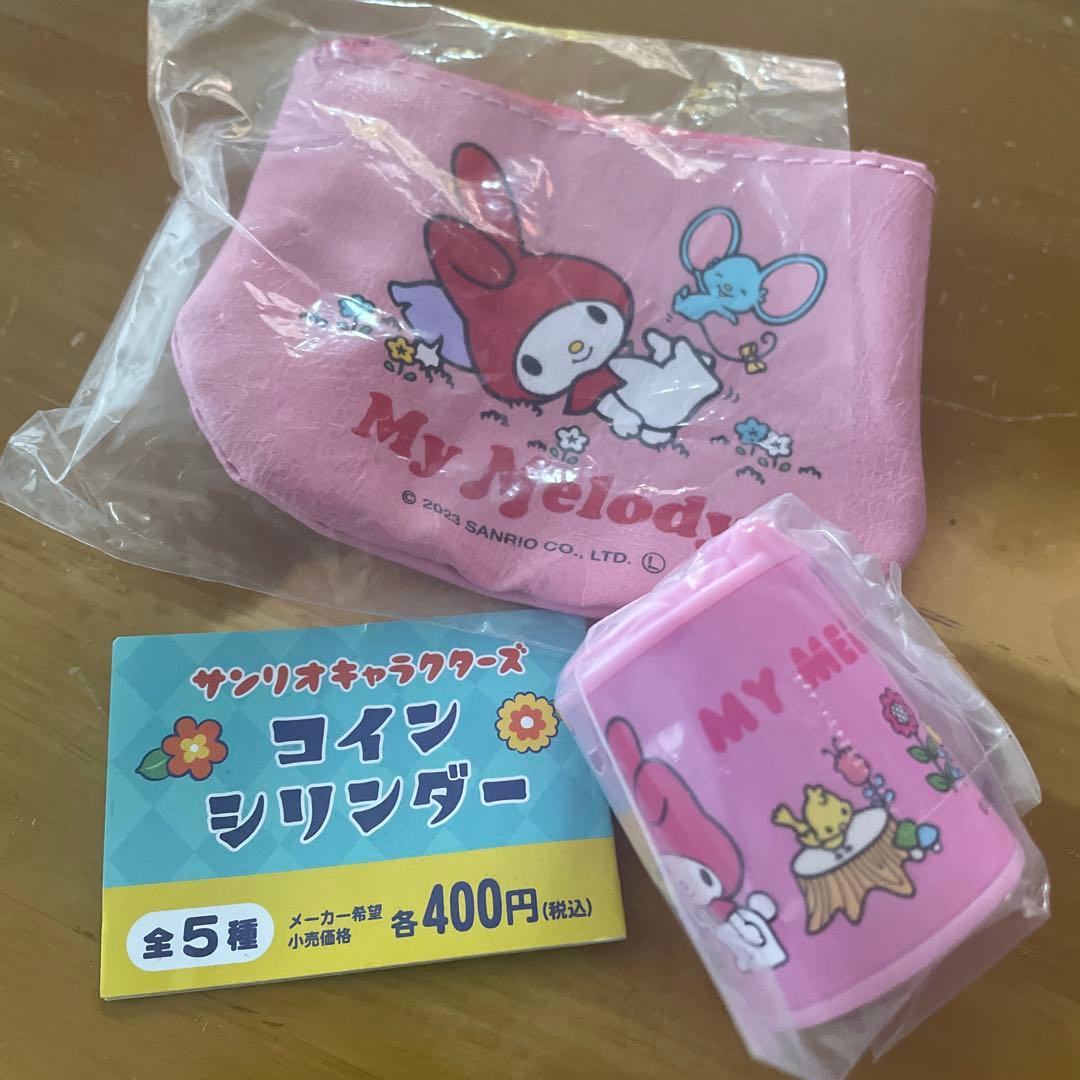 My Melody
© 2023 SANRIO CO., LTD. Ⓛ
サンリオキャラクターズ
コイン
シリンダー
全5種
メーカー希望
小売価格
各400円(税込)
MY ME